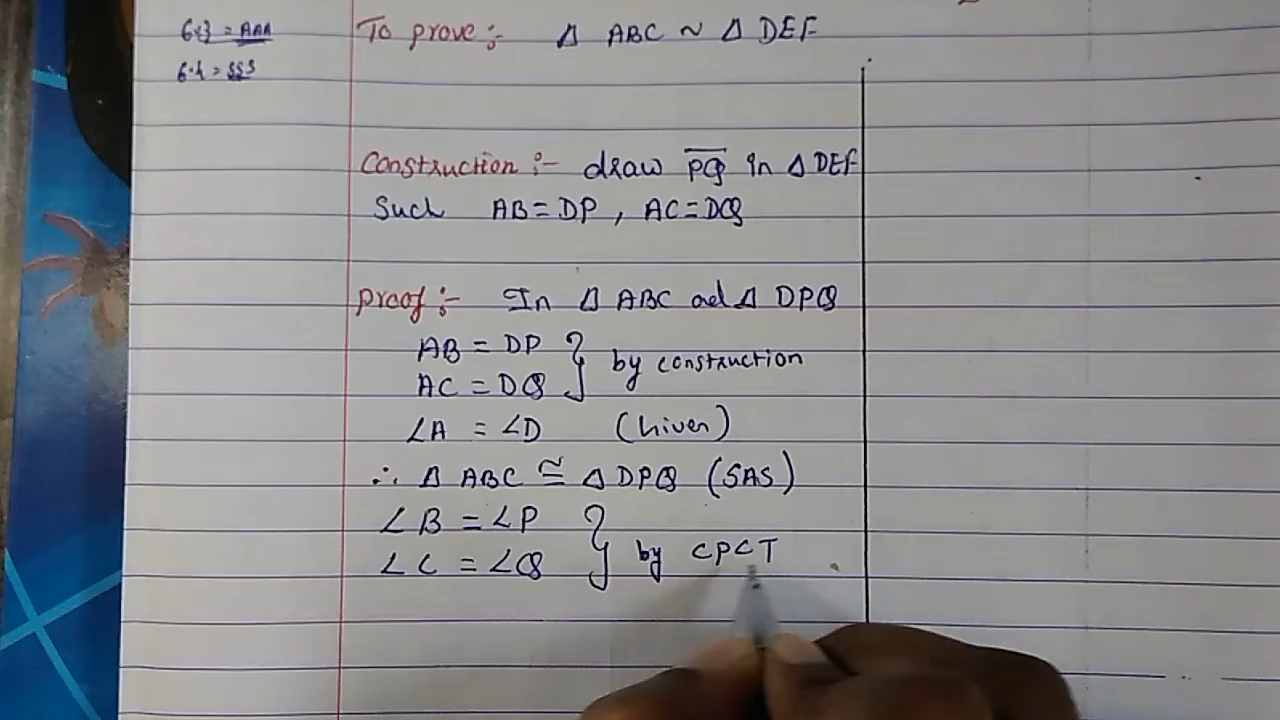 6.3 = AAA
6.4 = SSS
To prove :- Δ ABC ~ Δ DEF
Construction :- draw PQ in Δ DEF
Such AB = DP , AC = DQ
Proof :- In Δ ABC ad Δ DPQ
AB = DP } by construction
AC = DQ
∠A = ∠D (Given)
∴ Δ ABC ≅ Δ DPQ (SAS)
∠B = ∠P } by CPCT
∠C = ∠Q